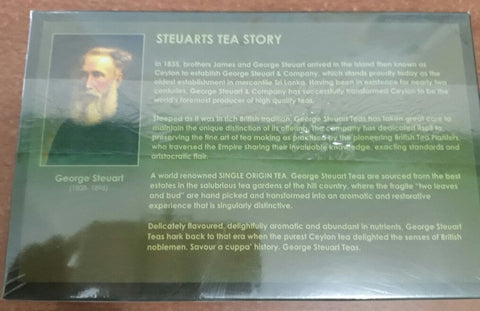 STEUARTS TEA STORY
In 1835, brothers James and George Steuart arrived in the island then known as
Ceylon to establish George Steuart & Company, which stands proudly today as the
oldest establishment in mercantile Sri Lanka. Having been in existence for nearly two
centuries, George Steuart & Company has successfully transformed Ceylon to be the
world's foremost producer of high quality teas.
Steeped as it was in rich British tradition, George Steuart Teas has taken great care to
maintain the unique distinction of its offering. The company has dedicated itself to
preserving the fine art of tea making as practised by the pioneering British Tea Planters,
who traversed the Empire sharing their invaluable knowledge, exacting standards and
aristocratic flair.
A world renowned SINGLE ORIGIN TEA, George Steuart Teas are sourced from the best
estates in the salubrious tea gardens of the hill country, where the fragile "two leaves
and bud" are hand picked and transformed into an aromatic and restorative
experience that is singularly distinctive.
Delicately flavoured, delightfully aromatic and abundant in nutrients, George Steuart
Teas hark back to that era when the purest Ceylon tea delighted the senses of British
noblemen. Savour a cuppa' history. George Steuart Teas.
George Steuart
(1808- 1896)